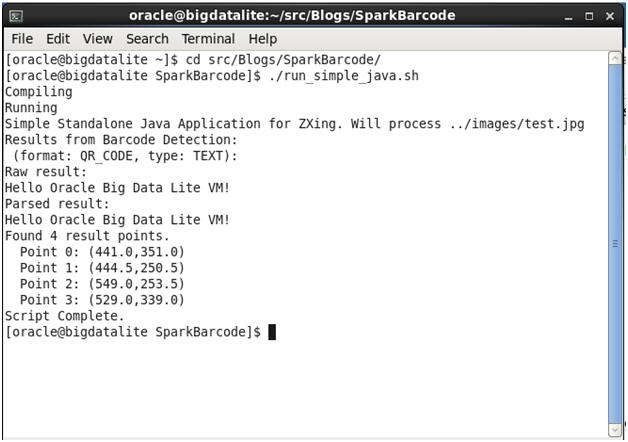 oracle@bigdatalite:~/src/Blogs/SparkBarcode
File Edit View Search Terminal Help
[oracle@bigdatalite ~]$ cd src/Blogs/SparkBarcode/
[oracle@bigdatalite SparkBarcode]$ ./run_simple_java.sh
Compiling
Running
Simple Standalone Java Application for ZXing. Will process ../images/test.jpg
Results from Barcode Detection:
 (format: QR_CODE, type: TEXT):
Raw result:
Hello Oracle Big Data Lite VM!
Parsed result:
Hello Oracle Big Data Lite VM!
Found 4 result points.
  Point 0: (441.0,351.0)
  Point 1: (444.5,250.5)
  Point 2: (549.0,253.5)
  Point 3: (529.0,339.0)
Script Complete.
[oracle@bigdatalite SparkBarcode]$